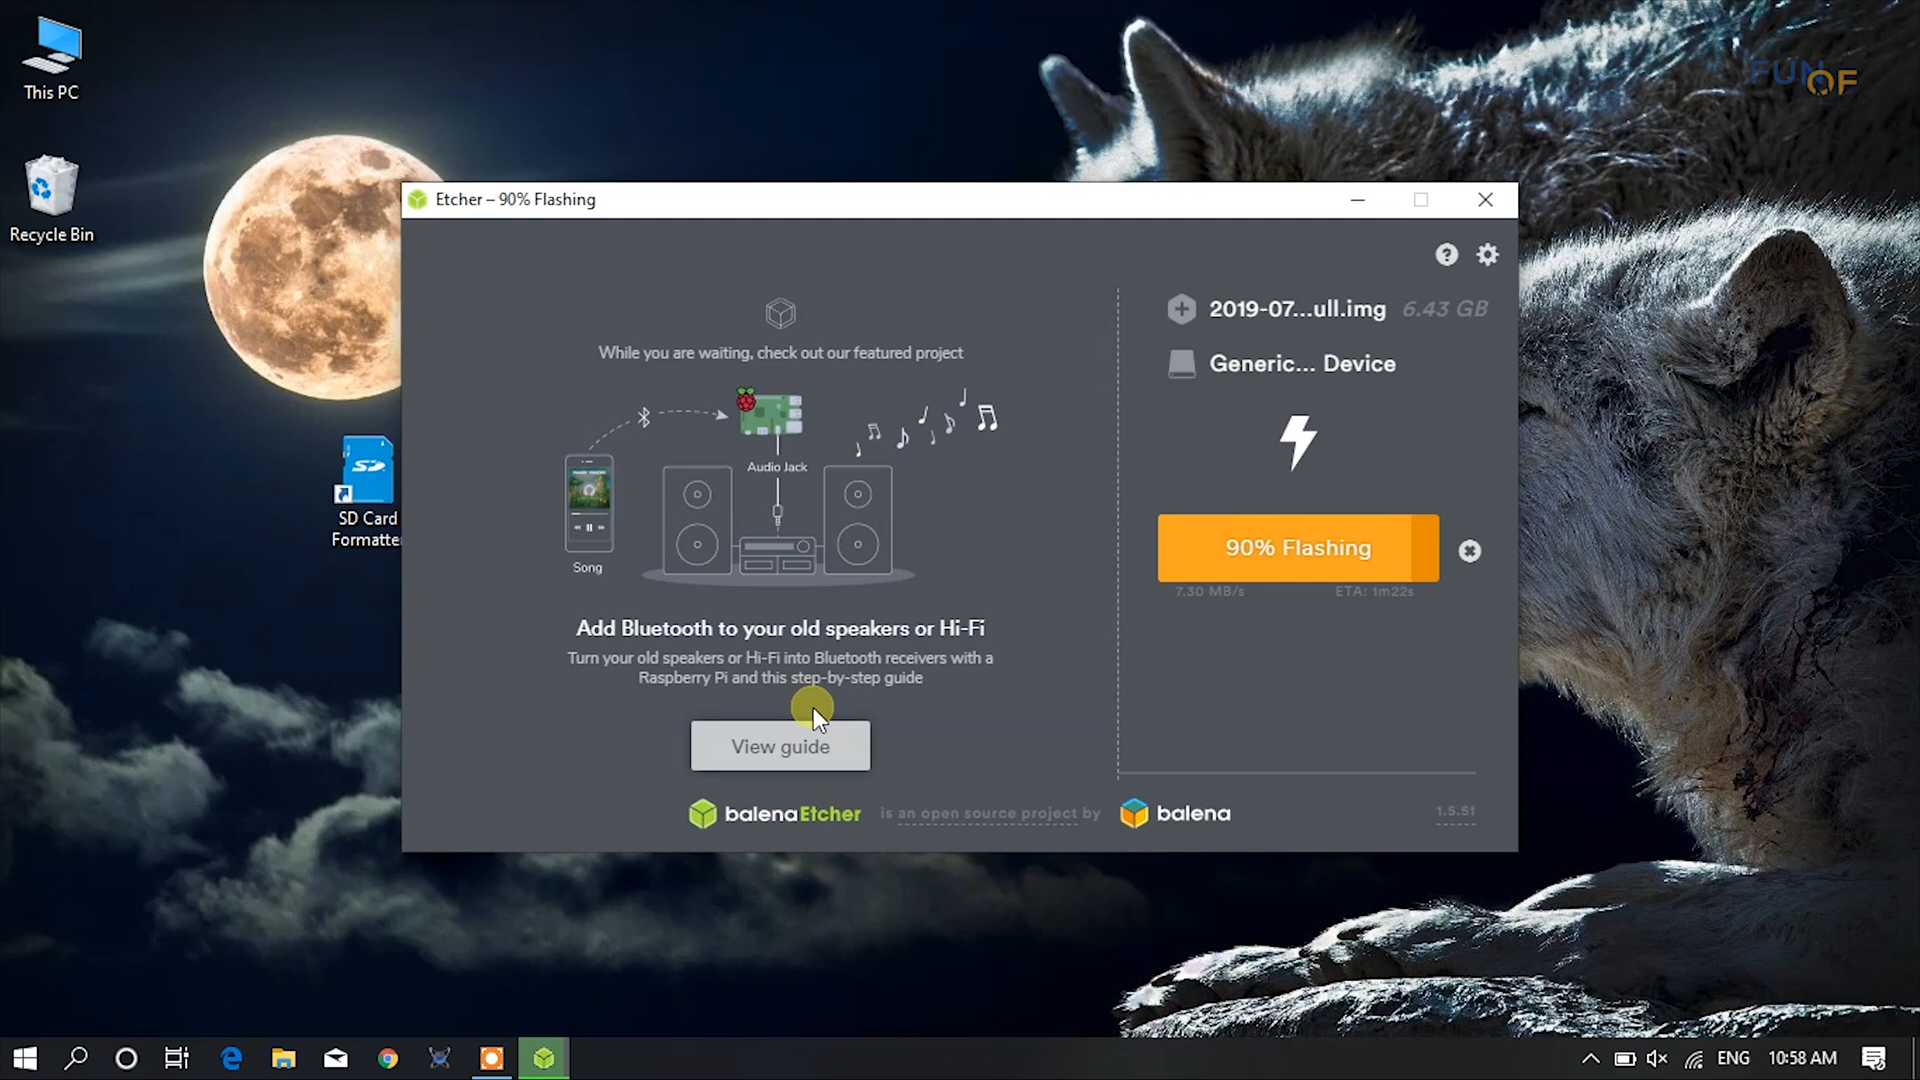 This PC
Recycle Bin
SD Card
Formatte
FUN OF
Etcher – 90% Flashing
While you are waiting, check out our featured project
Audio Jack
Song
Add Bluetooth to your old speakers or Hi-Fi
Turn your old speakers or Hi-Fi into Bluetooth receivers with a
Raspberry Pi and this step-by-step guide
View guide
2019-07...ull.img 6.43 GB
Generic... Device
90% Flashing
7.30 MB/s ETA: 1m22s
balenaEtcher is an open source project by balena
1.5.51
ENG 10:58 AM